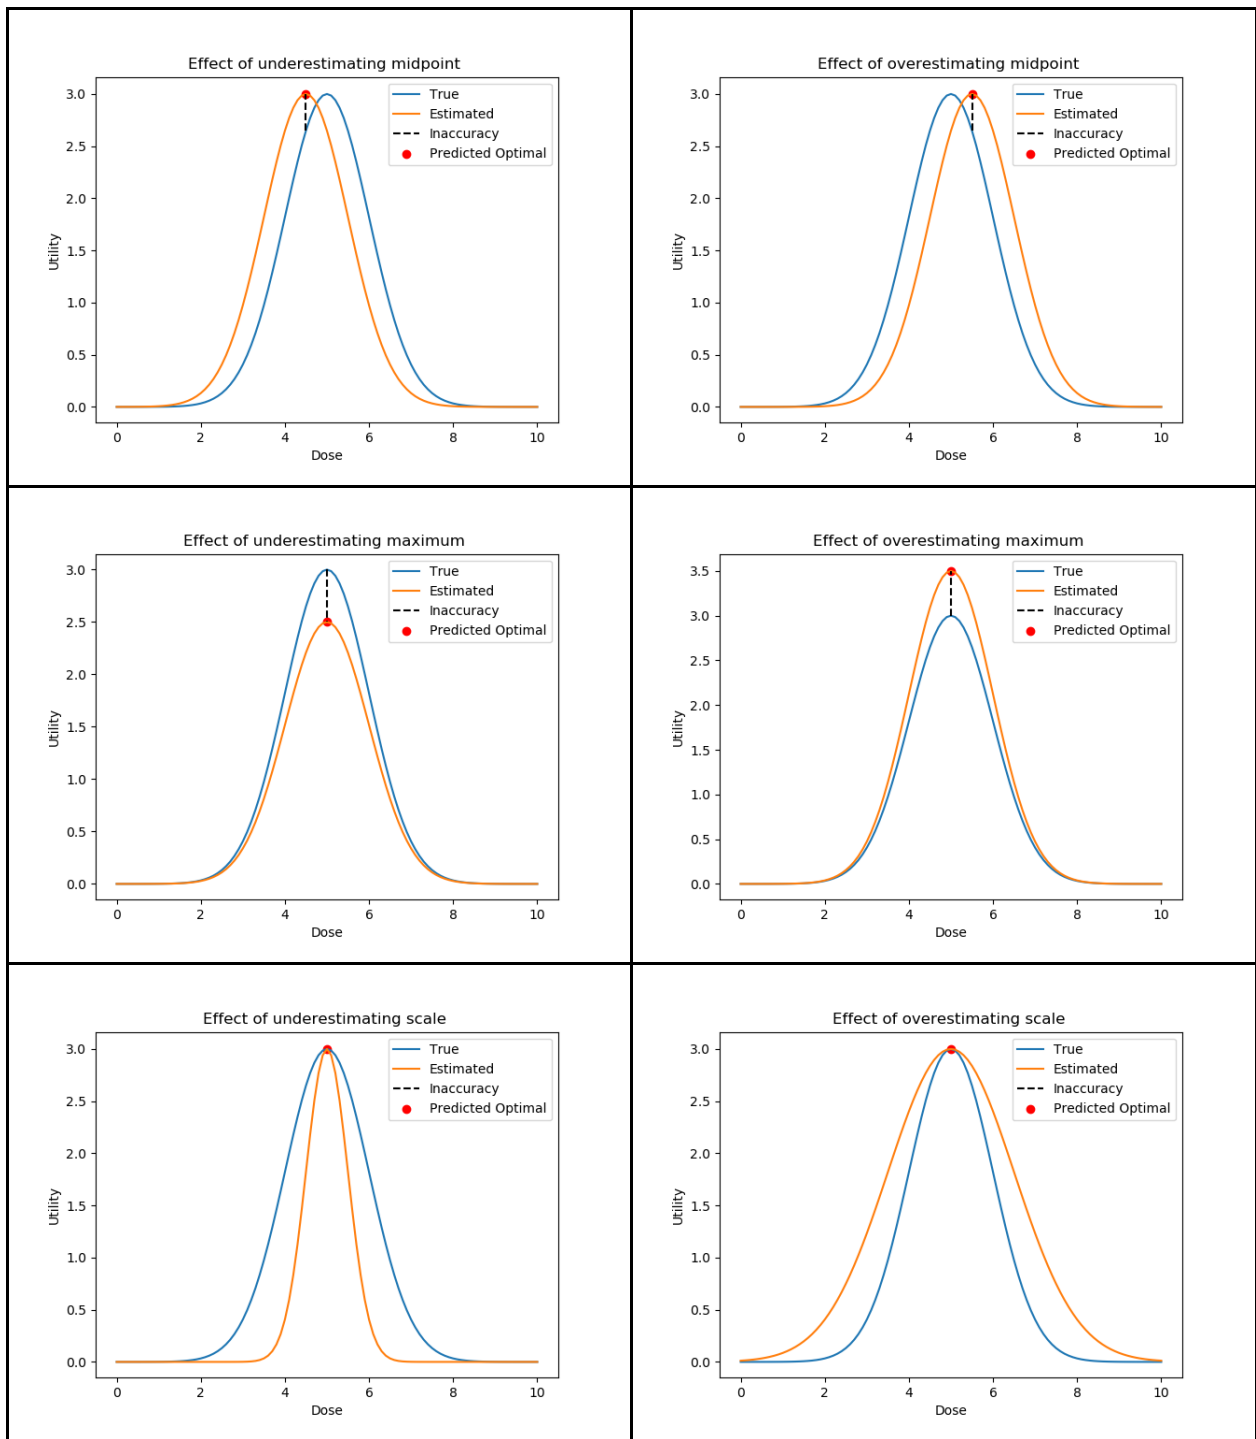 Effect of underestimating midpoint
True
Estimated
Inaccuracy
Predicted Optimal
3.0
2.5
2.0
1.5
1.0
0.5
0.0
Utility
0 2 4 6 8 10
Dose
Effect of overestimating midpoint
True
Estimated
Inaccuracy
Predicted Optimal
3.0
2.5
2.0
1.5
1.0
0.5
0.0
Utility
0 2 4 6 8 10
Dose
Effect of underestimating maximum
True
Estimated
Inaccuracy
Predicted Optimal
3.0
2.5
2.0
1.5
1.0
0.5
0.0
Utility
0 2 4 6 8 10
Dose
Effect of overestimating maximum
True
Estimated
Inaccuracy
Predicted Optimal
3.5
3.0
2.5
2.0
1.5
1.0
0.5
0.0
Utility
0 2 4 6 8 10
Dose
Effect of underestimating scale
True
Estimated
Inaccuracy
Predicted Optimal
3.0
2.5
2.0
1.5
1.0
0.5
0.0
Utility
0 2 4 6 8 10
Dose
Effect of overestimating scale
True
Estimated
Inaccuracy
Predicted Optimal
3.0
2.5
2.0
1.5
1.0
0.5
0.0
Utility
0 2 4 6 8 10
Dose